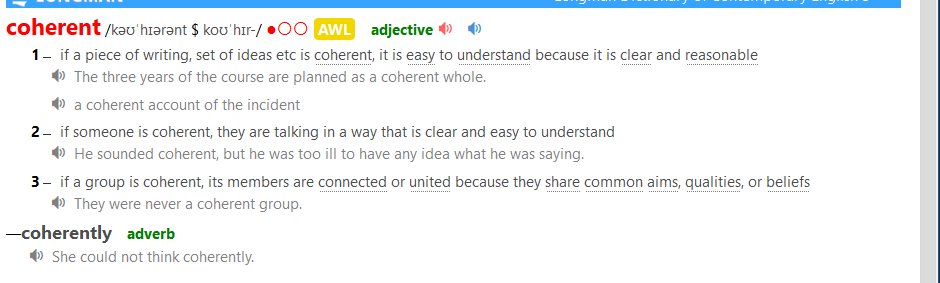 coherent /kəʊˈhɪərənt $ koʊˈhɪr-/ ●○○ AWL adjective
1 – if a piece of writing, set of ideas etc is coherent, it is easy to understand because it is clear and reasonable
The three years of the course are planned as a coherent whole.
a coherent account of the incident
2 – if someone is coherent, they are talking in a way that is clear and easy to understand
He sounded coherent, but he was too ill to have any idea what he was saying.
3 – if a group is coherent, its members are connected or united because they share common aims, qualities, or beliefs
They were never a coherent group.
—coherently adverb
She could not think coherently.